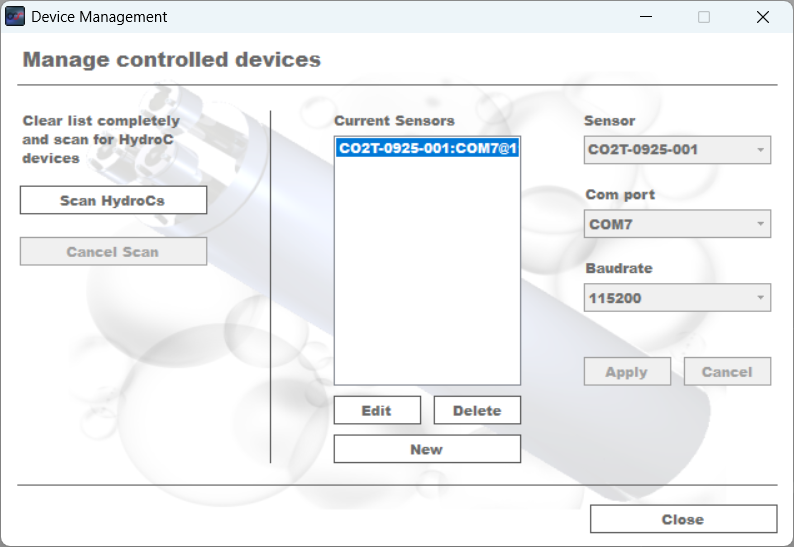 Device Management
Manage controlled devices
Clear list completely
and scan for HydroC
devices
Scan HydroCs
Cancel Scan
Current Sensors
CO2T-0925-001:COM7@1
Edit
Delete
New
Sensor
CO2T-0925-001
Com port
COM7
Baudrate
115200
Apply
Cancel
Close